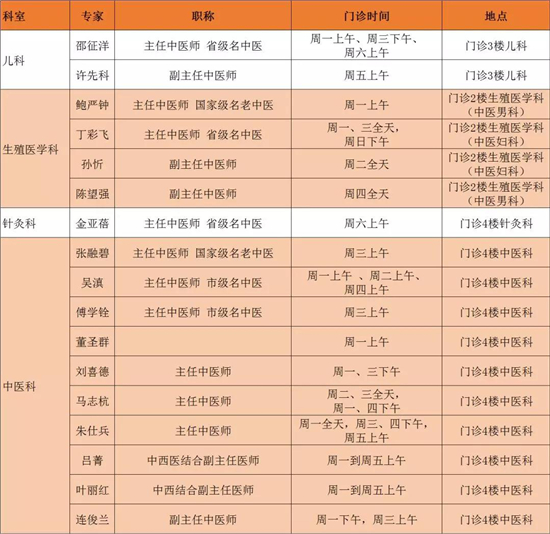 科室 专家 职称 门诊时间 地点
儿科
邵征洋 主任中医师 省级名中医 周一上午、周三下午、
周六上午 门诊3楼儿科
许先科 副主任中医师 周五上午 门诊3楼儿科
生殖医学科
鲍严钟 主任中医师 国家级名老中医 周一上午 门诊2楼生殖医学科
（中医男科）
丁彩飞 主任中医师 省级名中医 周一、三全天，
周日下午 门诊2楼生殖医学科
（中医妇科）
孙忻 副主任中医师 周二全天 门诊2楼生殖医学科
（中医妇科）
陈望强 副主任中医师 周四全天 门诊2楼生殖医学科
（中医男科）
针灸科 金亚蓓 主任中医师 省级名中医 周六上午 门诊4楼针灸科
中医科
张融碧 主任中医师 国家级名老中医 周三上午 门诊4楼中医科
吴滇 主任中医师 市级名中医 周一上午 、周二上午、
周四上午 门诊4楼中医科
傅学铨 主任中医师 市级名中医 周三上午 门诊4楼中医科
董圣群 周一上午 门诊4楼中医科
刘喜德 主任中医师 周一、三下午 门诊4楼中医科
马志杭 主任中医师 周二、三全天，
周一、四下午 门诊4楼中医科
朱仕兵 主任中医师 周一全天，周三、四下午，
周五上午 门诊4楼中医科
吕菁 中西医结合副主任医师 周一到周五上午 门诊4楼中医科
叶丽红 中西结合副主任医师 周一到周五上午 门诊4楼中医科
连俊兰 副主任中医师 周一下午，周三上午 门诊4楼中医科